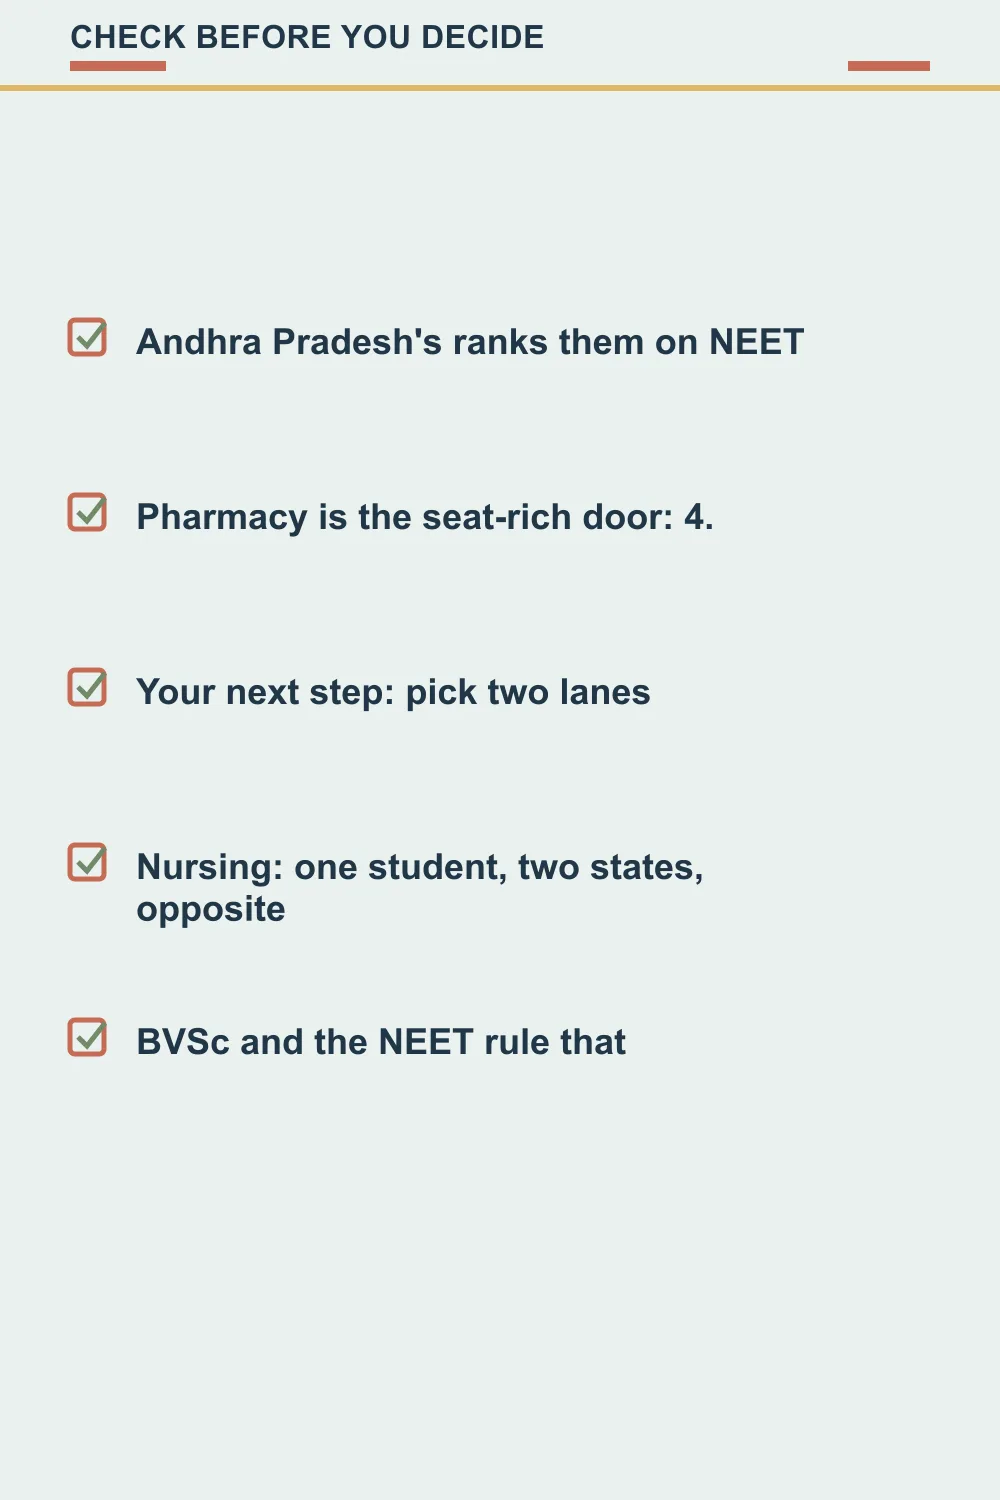 CHECK BEFORE YOU DECIDE
Andhra Pradesh's ranks them on NEET
Pharmacy is the seat-rich door: 4.
Your next step: pick two lanes
Nursing: one student, two states,
opposite
BVSc and the NEET rule that